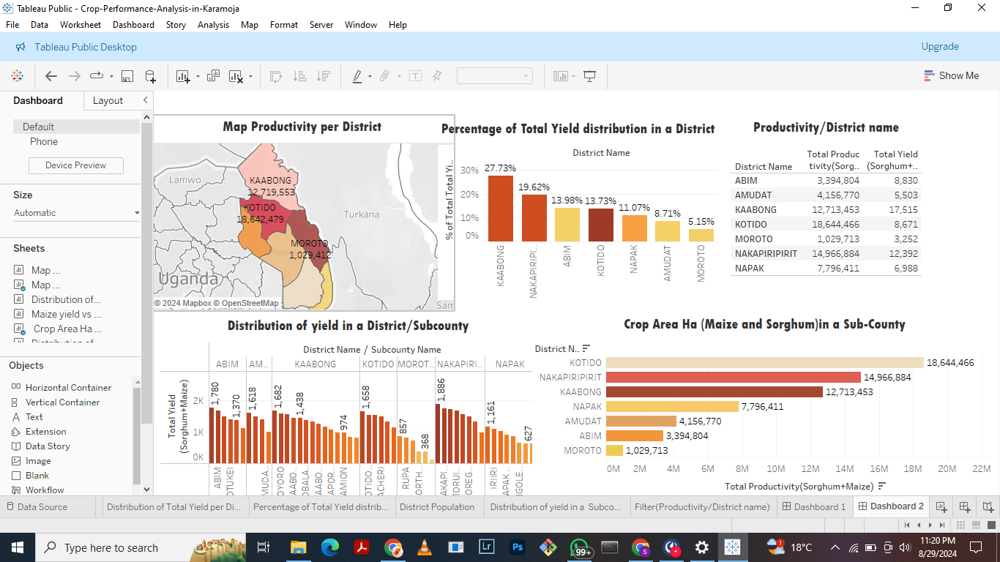 Tableau Public - Crop-Performance-Analysis-in-Karamoja
File Data Worksheet Dashboard Story Analysis Map Format Server Window Help
Tableau Public Desktop
Upgrade
Show Me
Dashboard
Layout
Default
Phone
Device Preview
Size
Automatic
Sheets
Map ...
Map ...
Distribution of...
Maize yield vs ...
Crop Area Ha ...
Objects
Horizontal Container
Vertical Container
Text
Extension
Data Story
Image
Blank
Workflow
Map Productivity per District
Lamwo
KAABONG
12,719,553
KOTIDO
18,642,479
Turkana
MOROTO
1,029,412
Uganda
© 2024 Mapbox © OpenStreetMap
Sam
Percentage of Total Yield distribution in a District
District Name
% of Total Total Yi..
30%
20%
10%
0%
27.73%
19.62%
13.98%
13.73%
11.07%
8.71%
5.15%
KAABONG
NAKAPIRIPI..
ABIM
KOTIDO
NAPAK
AMUDAT
MOROTO
Productivity/District name
District Name Total Produc tivity(Sorg.. Total Yield (Sorghum+..
ABIM 3,394,804 8,830
AMUDAT 4,156,770 5,503
KAABONG 12,713,453 17,515
KOTIDO 18,644,466 8,671
MOROTO 1,029,713 3,252
NAKAPIRIPIRIT 14,966,884 12,392
NAPAK 7,796,411 6,988
Distribution of yield in a District/Subcounty
District Name / Subcounty Name
ABIM AM.. KAABONG KOTIDO MOROT.. NAKAPIRI.. NAPAK
Total Yield
(Sorghum+Maize)
2K
1K
0K
1,780
1,370
1,618
1,682
1,438
974
1,658
857
368
1,886
1,161
627
ABIM
OTUKEI
MUDA..
OYORO
AABO..
OBALA..
AABO..
APOR..
AMION
OTIDO..
ACHERI
RUPA
ORTH..
AKAPI..
MORUI..
OREG..
IRIIRI
APAK..
GOLE..
Crop Area Ha (Maize and Sorghum)in a Sub-County
District N..
KOTIDO 18,644,466
NAKAPIRIPIRIT 14,966,884
KAABONG 12,713,453
NAPAK 7,796,411
AMUDAT 4,156,770
ABIM 3,394,804
MOROTO 1,029,713
0M 2M 4M 6M 8M 10M 12M 14M 16M 18M 20M 22M
Total Productivity(Sorghum+Maize)
Data Source
Distribution of Total Yield per Di...
Percentage of Total Yield distrib...
District Population
Distribution of yield in a Subco...
Filter(Productivity/District name)
Dashboard 1
Dashboard 2
Type here to search
Lr
Ps
99+
S
1
18°C
11:20 PM
8/29/2024